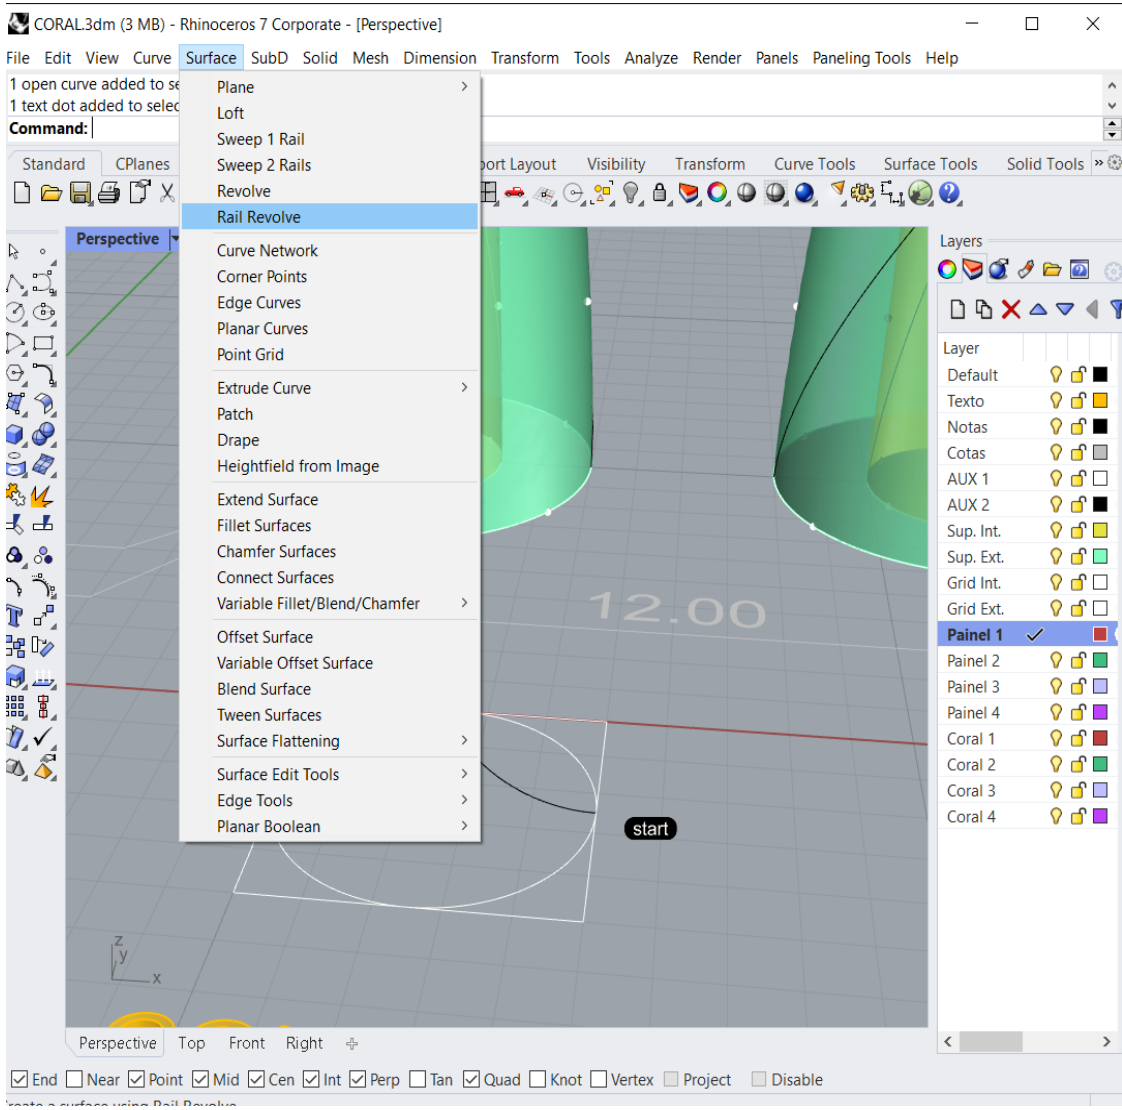 CORAL.3dm (3 MB) - Rhinoceros 7 Corporate - [Perspective]
File Edit View Curve Surface SubD Solid Mesh Dimension Transform Tools Analyze Render Panels Paneling Tools Help
1 open curve added to se
1 text dot added to selec
Command:
Standard CPlanes port Layout Visibility Transform Curve Tools Surface Tools Solid Tools »
Perspective
Plane
Loft
Sweep 1 Rail
Sweep 2 Rails
Revolve
Rail Revolve
Curve Network
Corner Points
Edge Curves
Planar Curves
Point Grid
Extrude Curve
Patch
Drape
Heightfield from Image
Extend Surface
Fillet Surfaces
Chamfer Surfaces
Connect Surfaces
Variable Fillet/Blend/Chamfer
Offset Surface
Variable Offset Surface
Blend Surface
Tween Surfaces
Surface Flattening
Surface Edit Tools
Edge Tools
Planar Boolean
12.00
start
z
y
x
Layers
Layer
Default
Texto
Notas
Cotas
AUX 1
AUX 2
Sup. Int.
Sup. Ext.
Grid Int.
Grid Ext.
Painel 1
Painel 2
Painel 3
Painel 4
Coral 1
Coral 2
Coral 3
Coral 4
Perspective Top Front Right
End Near Point Mid Cen Int Perp Tan Quad Knot Vertex Project Disable
Create a surface using Rail Revolve